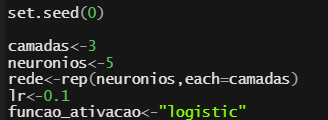 set.seed(0)
camadas<-3
neuronios<-5
rede<-rep(neuronios,each=camadas)
lr<-0.1
funcao_ativacao<-"logistic"